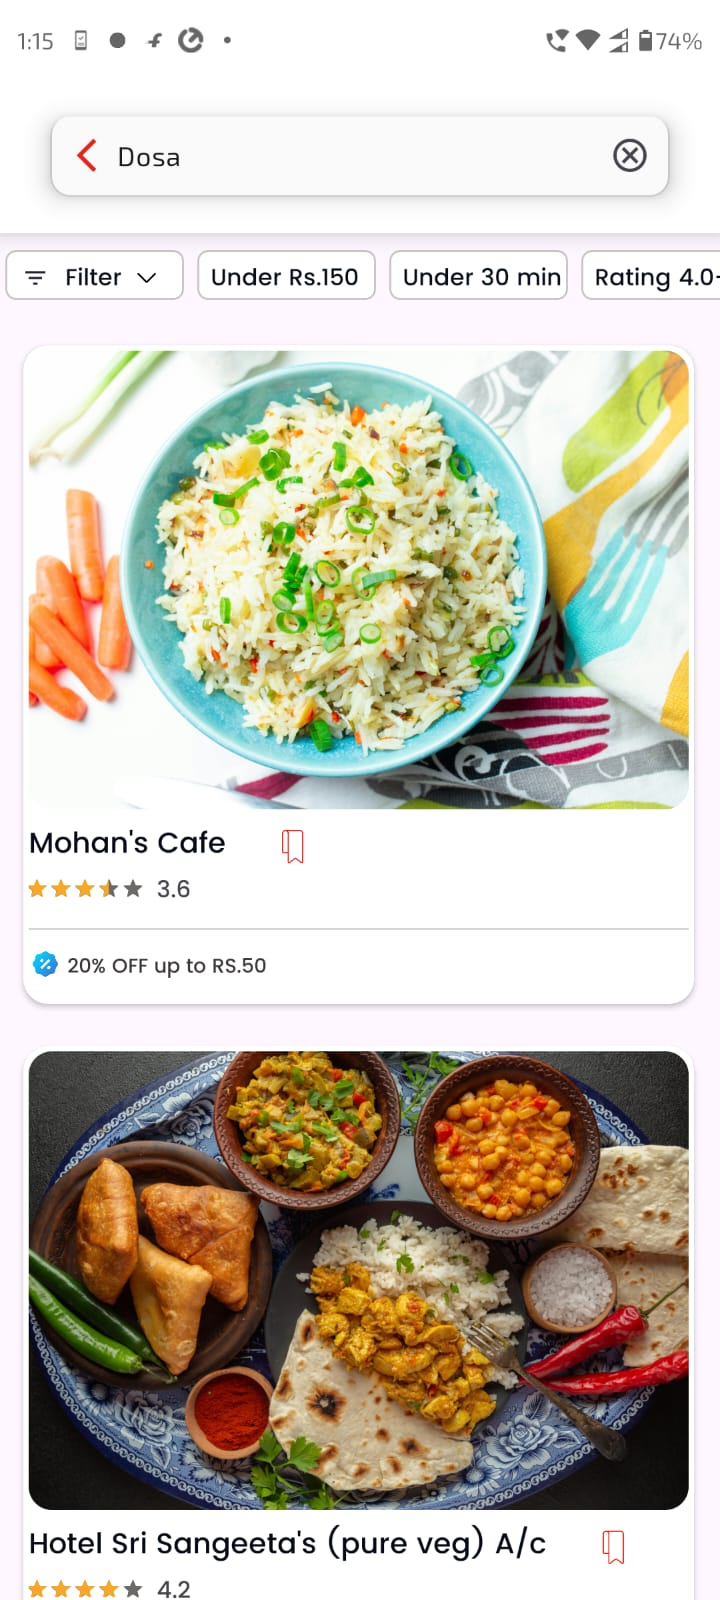 1:15 74%
Dosa
Filter Under Rs.150 Under 30 min Rating 4.0
Mohan's Cafe
3.6
20% OFF up to RS.50
Hotel Sri Sangeeta's (pure veg) A/c
4.2